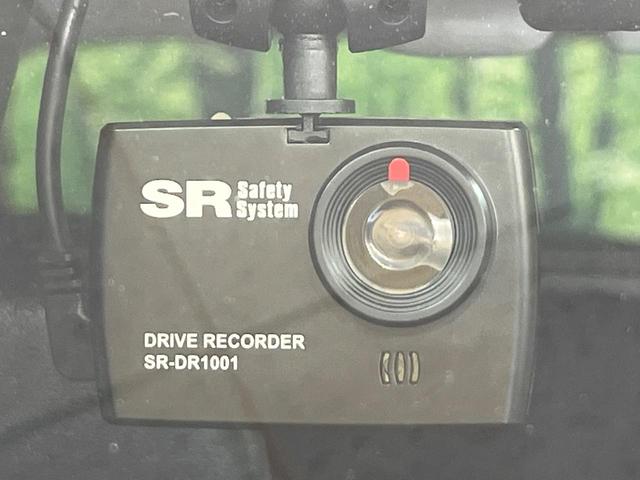 SR Safety
System
DRIVE RECORDER
SR-DR1001